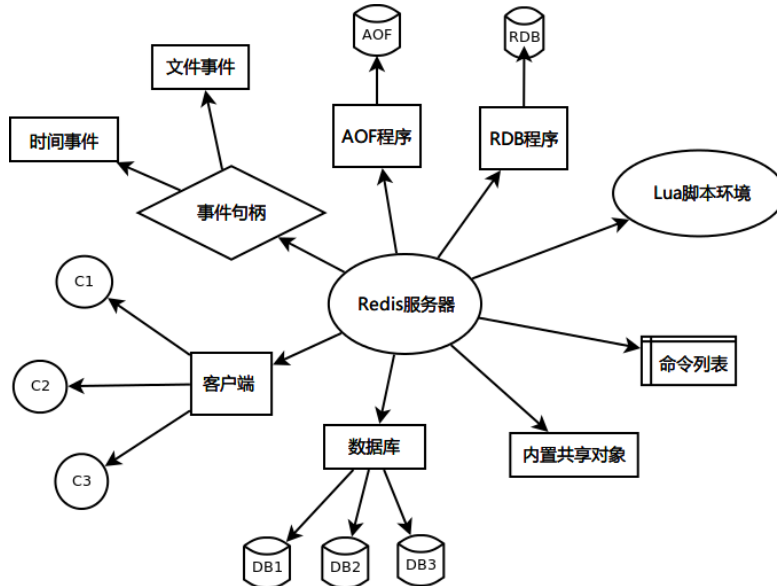 AOF
RDB
文件事件
时间事件
AOF程序
RDB程序
Lua脚本环境
事件句柄
C1
Redis服务器
命令列表
C2
客户端
数据库
内置共享对象
C3
DB1
DB2
DB3